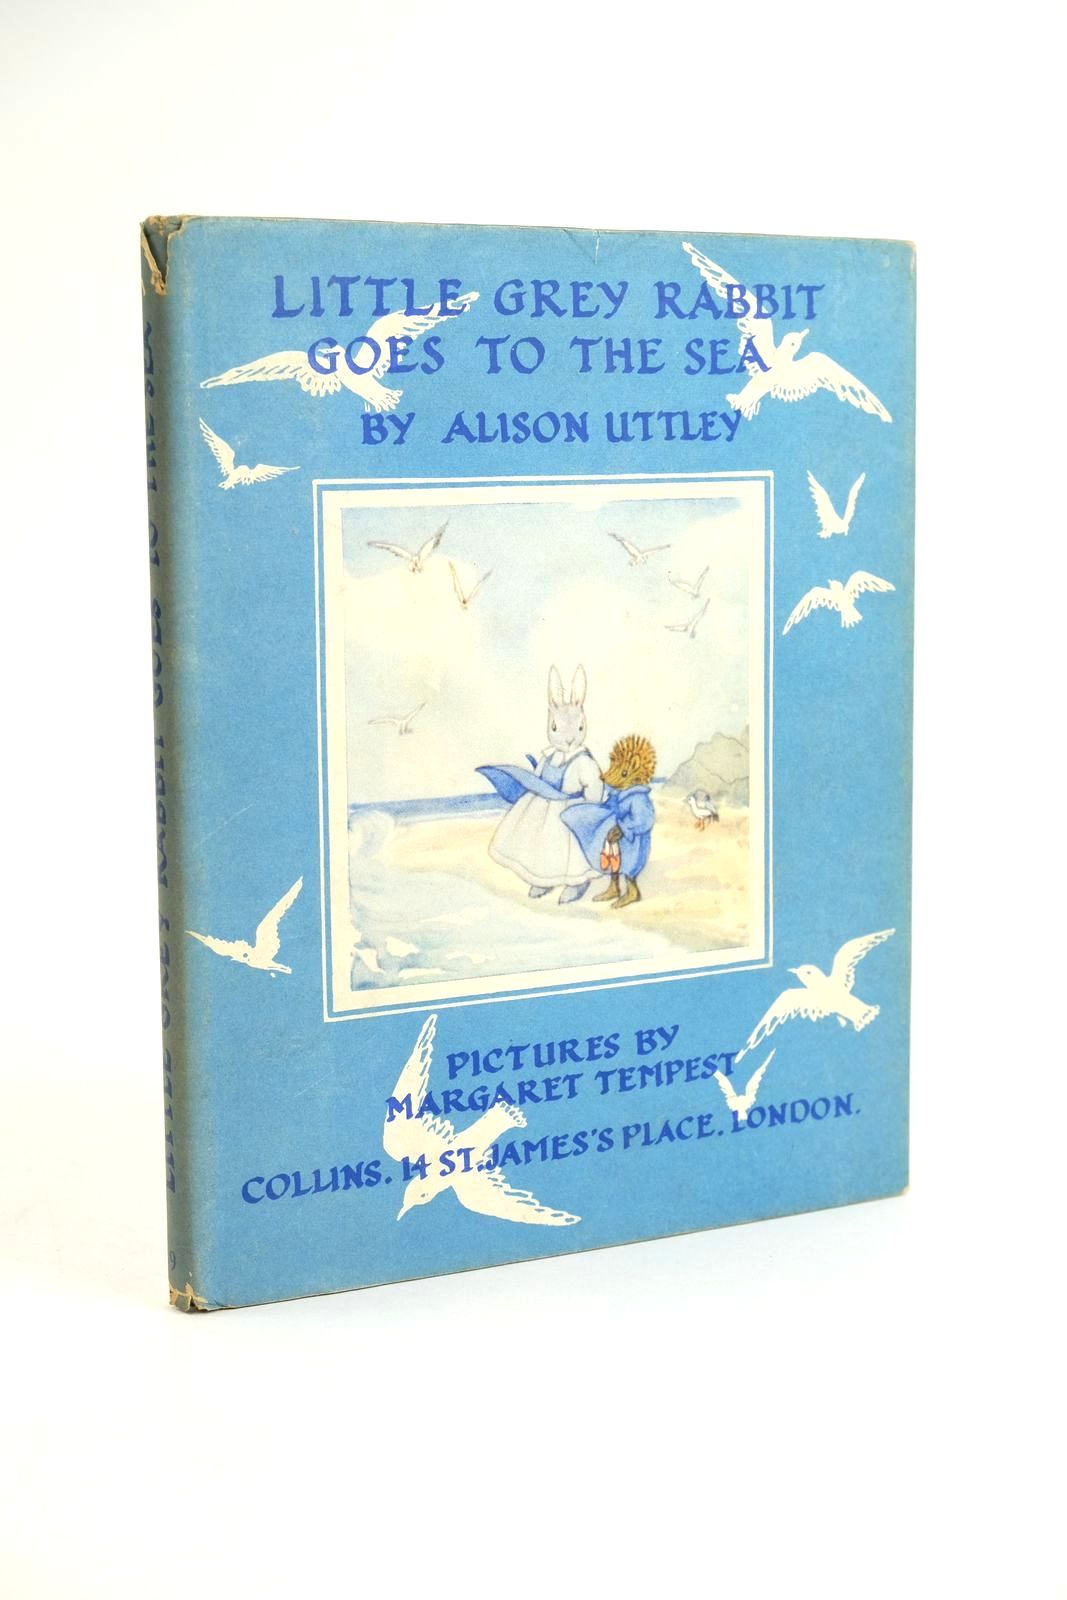 LITTLE GREY RABBIT
GOES TO THE SEA
BY ALISON UTTLEY
PICTURES BY
MARGARET TEMPEST
COLLINS. 14 ST. JAMES'S PLACE. LONDON.
LITTLE GREY RABBIT GOES TO THE SEA
9